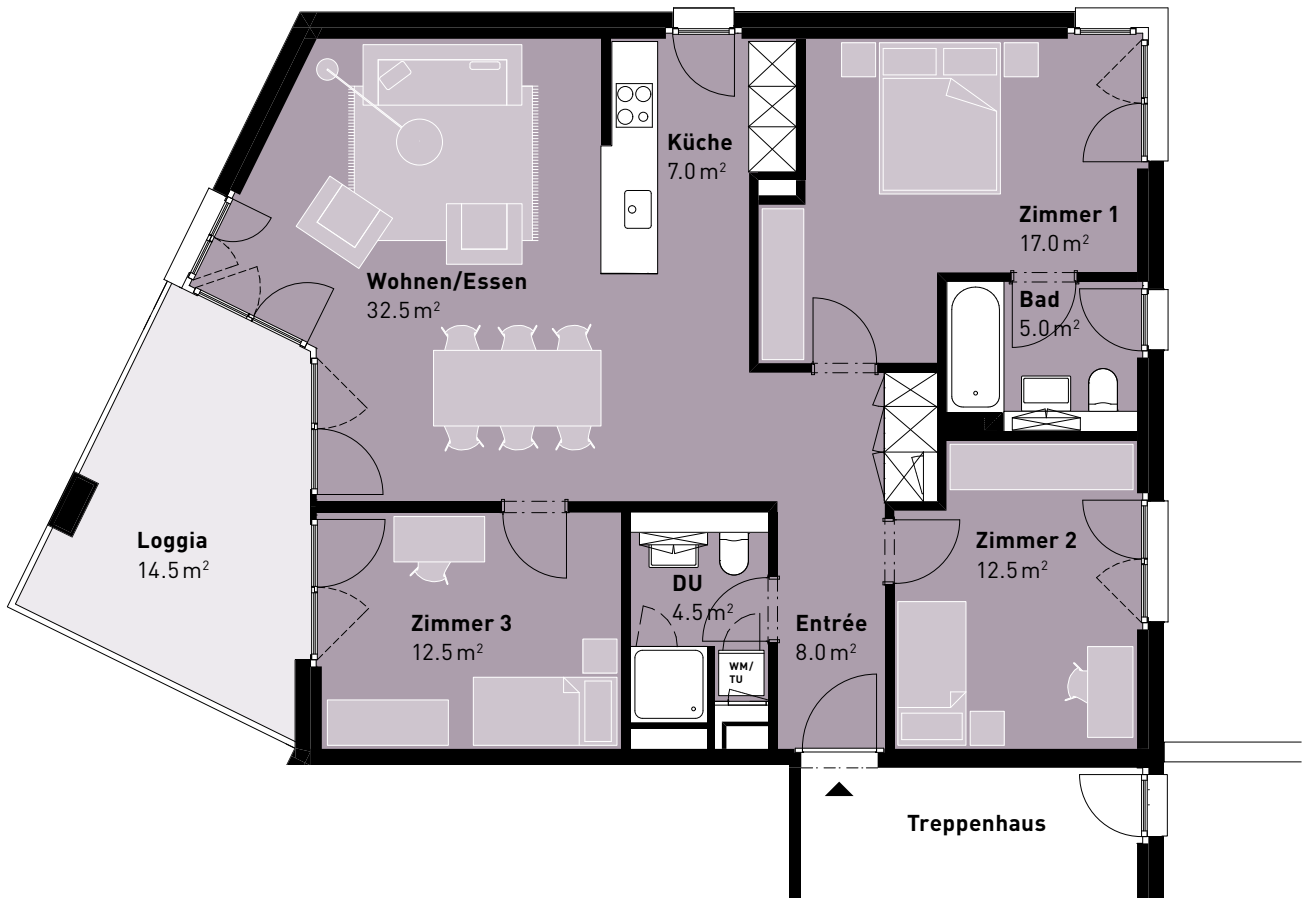 Küche
7.0 m²
Zimmer 1
17.0 m²
Wohnen/Essen
32.5 m²
Bad
5.0 m²
Loggia
14.5 m²
Zimmer 2
12.5 m²
DU
4.5 m²
Zimmer 3
12.5 m²
Entrée
8.0 m²
WM/
TU
Treppenhaus